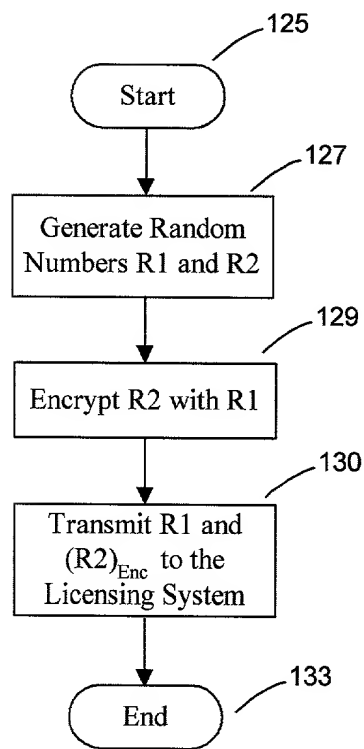 125
Start
127
Generate Random
Numbers R1 and R2
129
Encrypt R2 with R1
130
Transmit R1 and
(R2)Enc to the
Licensing System
133
End